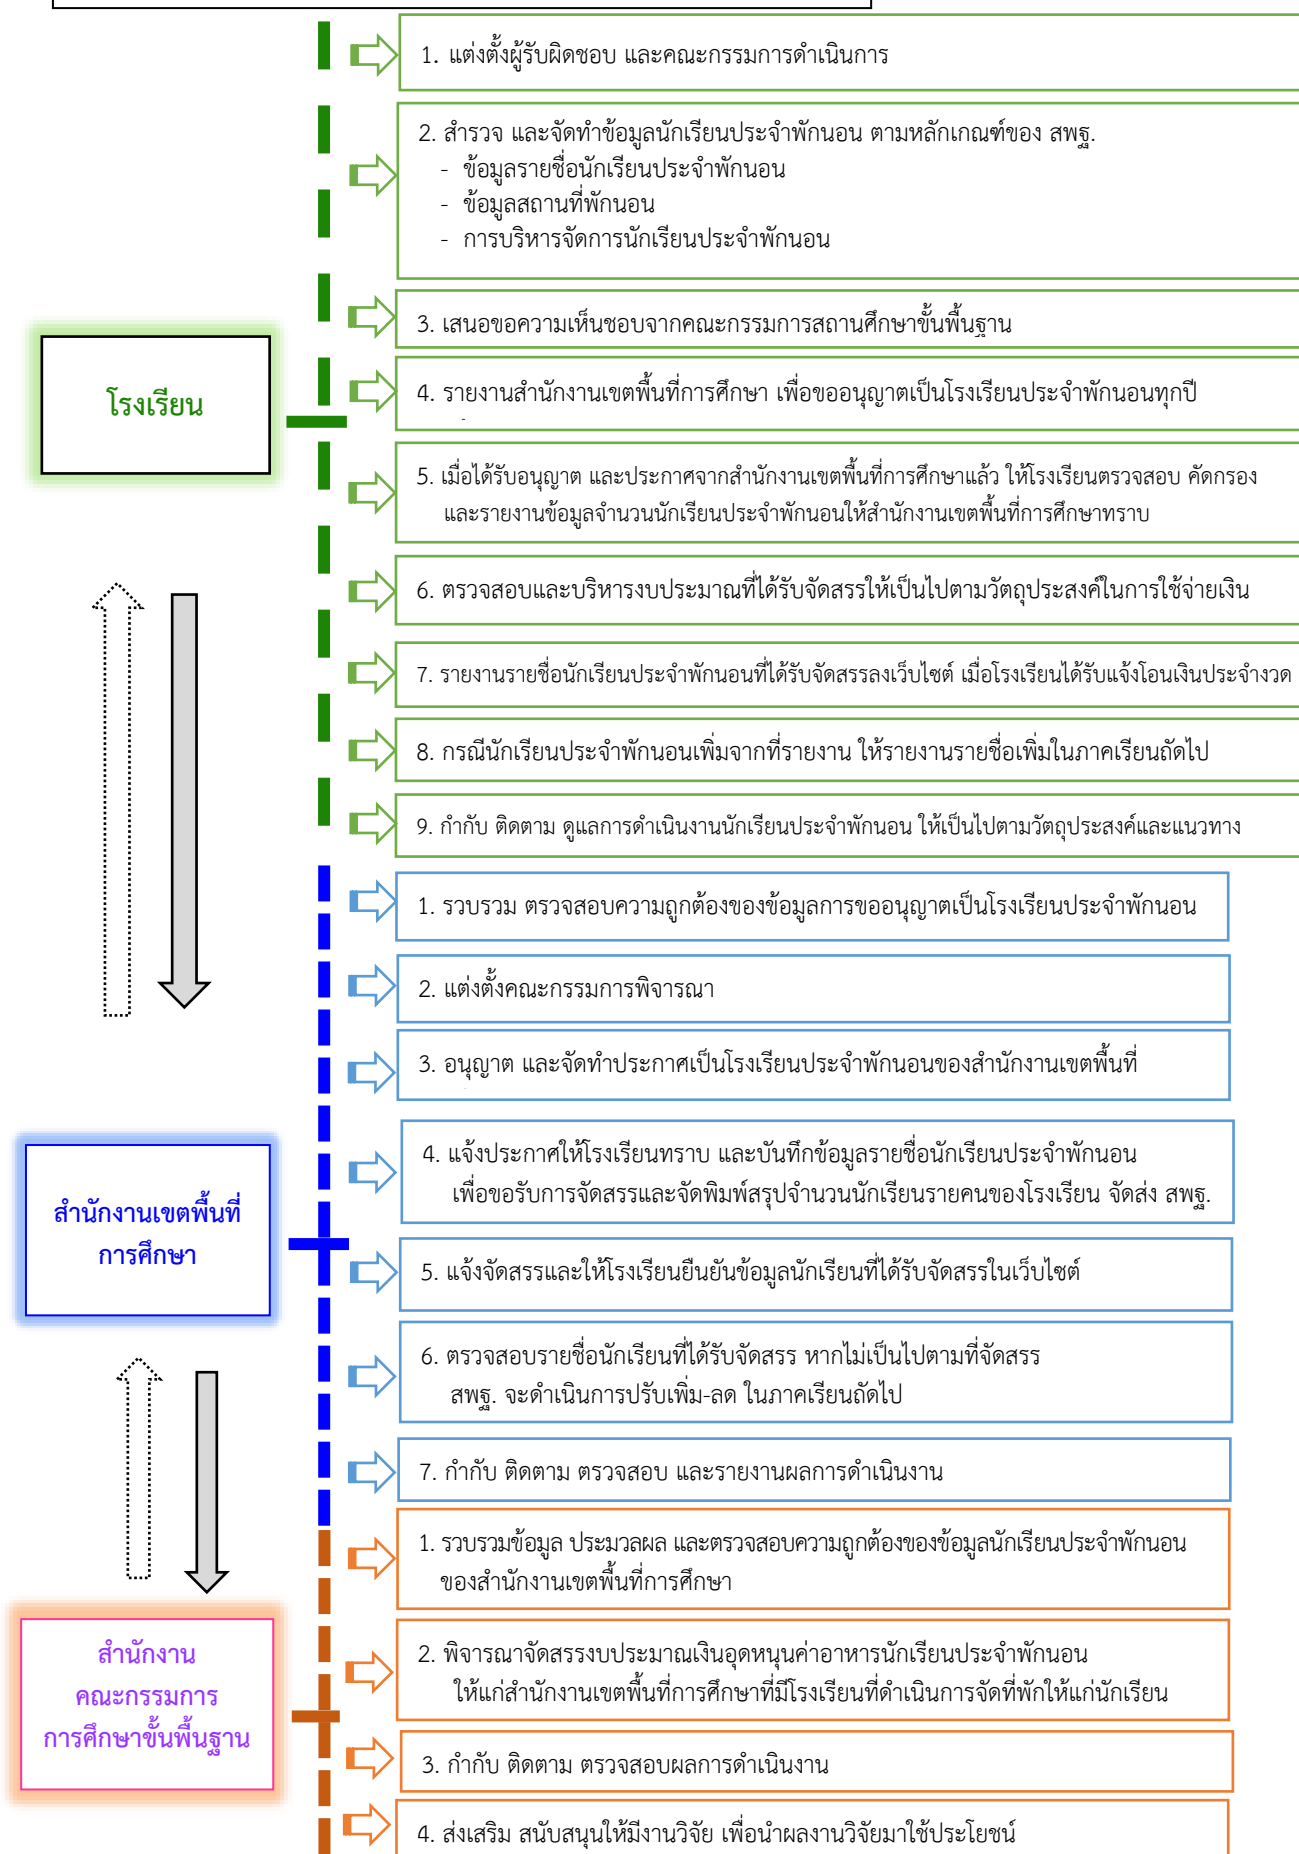 1. แต่งตั้งผู้รับผิดชอบ และคณะกรรมการดำเนินการ
2. สำรวจ และจัดทำข้อมูลนักเรียนประจำพักนอน ตามหลักเกณฑ์ของ สพฐ.
- ข้อมูลรายชื่อนักเรียนประจำพักนอน
- ข้อมูลสถานที่พักนอน
- การบริหารจัดการนักเรียนประจำพักนอน
3. เสนอขอความเห็นชอบจากคณะกรรมการสถานศึกษาขั้นพื้นฐาน
โรงเรียน
4. รายงานสำนักงานเขตพื้นที่การศึกษา เพื่อขออนุญาตเป็นโรงเรียนประจำพักนอนทุกปี
5. เมื่อได้รับอนุญาต และประกาศจากสำนักงานเขตพื้นที่การศึกษาแล้ว ให้โรงเรียนตรวจสอบ คัดกรอง
และรายงานข้อมูลจำนวนนักเรียนประจำพักนอนให้สำนักงานเขตพื้นที่การศึกษาทราบ
6. ตรวจสอบและบริหารงบประมาณที่ได้รับจัดสรรให้เป็นไปตามวัตถุประสงค์ในการใช้จ่ายเงิน
7. รายงานรายชื่อนักเรียนประจำพักนอนที่ได้รับจัดสรรลงเว็บไซต์ เมื่อโรงเรียนได้รับแจ้งโอนเงินประจำงวด
8. กรณีนักเรียนประจำพักนอนเพิ่มจากที่รายงาน ให้รายงานรายชื่อเพิ่มในภาคเรียนถัดไป
9. กำกับ ติดตาม ดูแลการดำเนินงานนักเรียนประจำพักนอน ให้เป็นไปตามวัตถุประสงค์และแนวทาง
1. รวบรวม ตรวจสอบความถูกต้องของข้อมูลการขออนุญาตเป็นโรงเรียนประจำพักนอน
2. แต่งตั้งคณะกรรมการพิจารณา
3. อนุญาต และจัดทำประกาศเป็นโรงเรียนประจำพักนอนของสำนักงานเขตพื้นที่
4. แจ้งประกาศให้โรงเรียนทราบ และบันทึกข้อมูลรายชื่อนักเรียนประจำพักนอน
เพื่อขอรับการจัดสรรและจัดพิมพ์สรุปจำนวนนักเรียนรายคนของโรงเรียน จัดส่ง สพฐ.
สำนักงานเขตพื้นที่
การศึกษา
5. แจ้งจัดสรรและให้โรงเรียนยืนยันข้อมูลนักเรียนที่ได้รับจัดสรรในเว็บไซต์
6. ตรวจสอบรายชื่อนักเรียนที่ได้รับจัดสรร หากไม่เป็นไปตามที่จัดสรร
สพฐ. จะดำเนินการปรับเพิ่ม-ลด ในภาคเรียนถัดไป
7. กำกับ ติดตาม ตรวจสอบ และรายงานผลการดำเนินงาน
1. รวบรวมข้อมูล ประมวลผล และตรวจสอบความถูกต้องของข้อมูลนักเรียนประจำพักนอน
ของสำนักงานเขตพื้นที่การศึกษา
สำนักงาน
คณะกรรมการ
การศึกษาขั้นพื้นฐาน
2. พิจารณาจัดสรรงบประมาณเงินอุดหนุนค่าอาหารนักเรียนประจำพักนอน
ให้แก่สำนักงานเขตพื้นที่การศึกษาที่มีโรงเรียนที่ดำเนินการจัดที่พักให้แก่นักเรียน
3. กำกับ ติดตาม ตรวจสอบผลการดำเนินงาน
4. ส่งเสริม สนับสนุนให้มีงานวิจัย เพื่อนำผลงานวิจัยมาใช้ประโยชน์